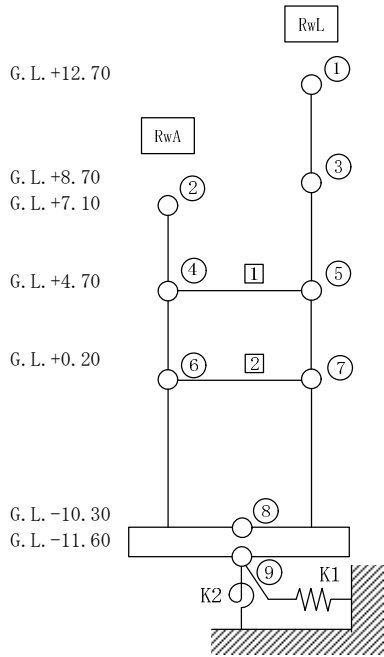 RwL
①
G.L.+12.70
RwA
③
G.L.+8.70
②
G.L.+7.10
④
1
⑤
G.L.+4.70
G.L.+0.20
⑥
2
⑦
⑧
G.L.-10.30
G.L.-11.60
⑨
K1
K2